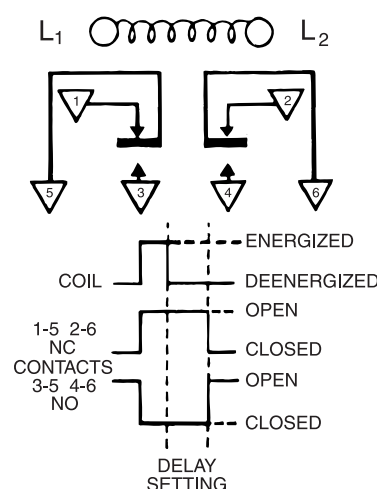 L1 L2
1 2
5 3 4 6
ENERGIZED
COIL DEENERGIZED
OPEN
1-5 2-6
NC CLOSED
CONTACTS OPEN
3-5 4-6
NO
CLOSED
DELAY
SETTING